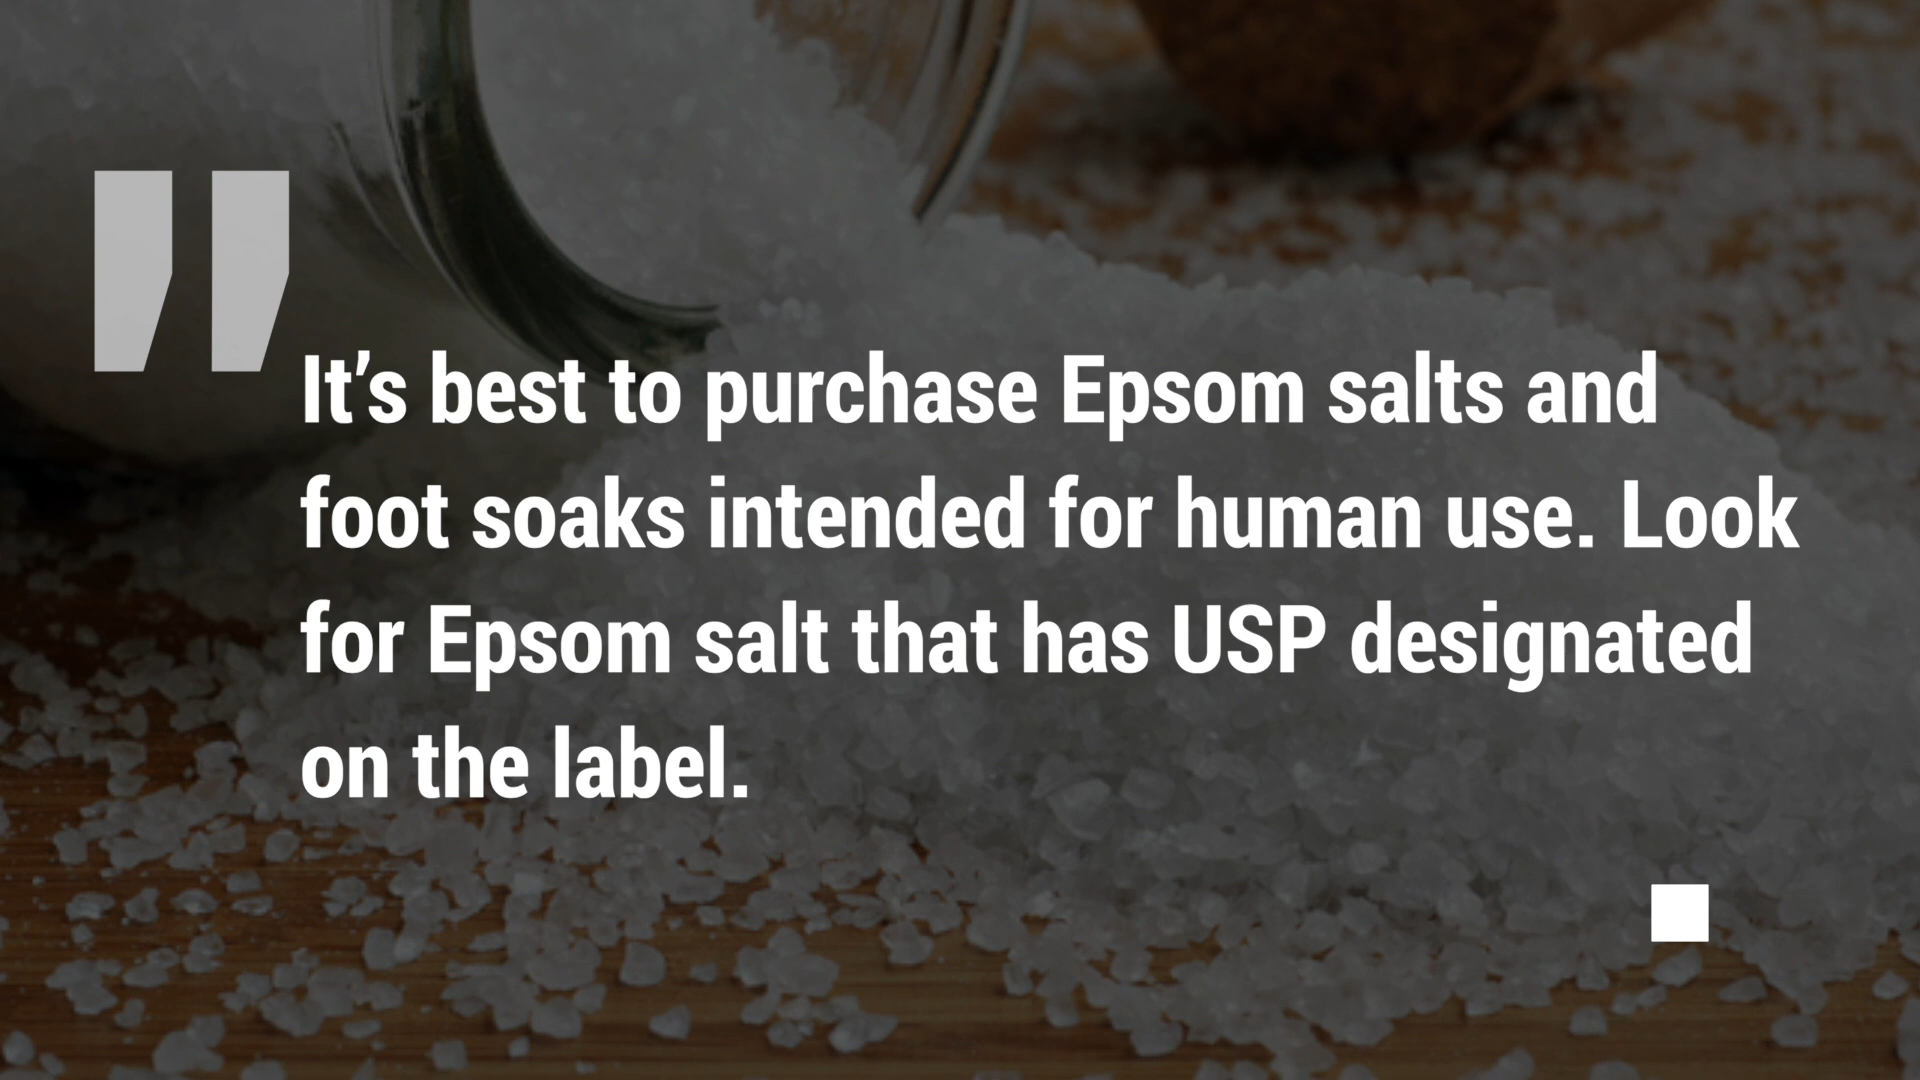 "
It’s best to purchase Epsom salts and
foot soaks intended for human use. Look
for Epsom salt that has USP designated
on the label.